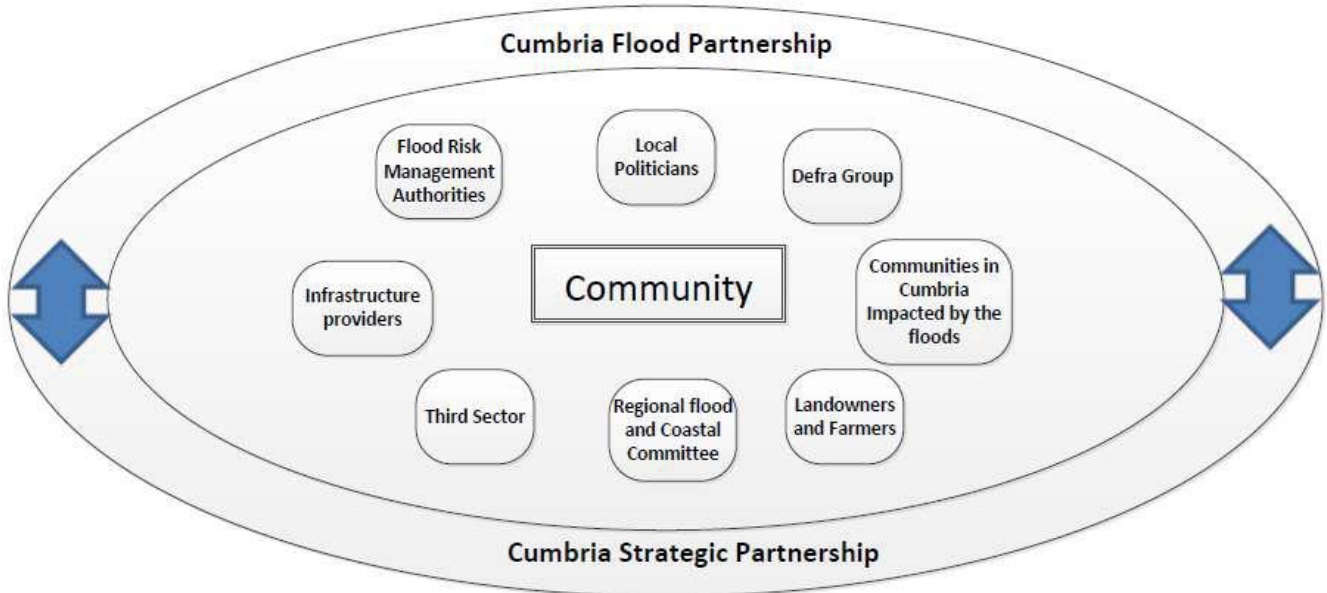 Cumbria Flood Partnership
Flood Risk
Management
Authorities
Local
Politicians
Defra Group
Infrastructure
providers
Community
Communities in
Cumbria
Impacted by the
floods
Third Sector
Regional flood
and Coastal
Committee
Landowners
and Farmers
Cumbria Strategic Partnership